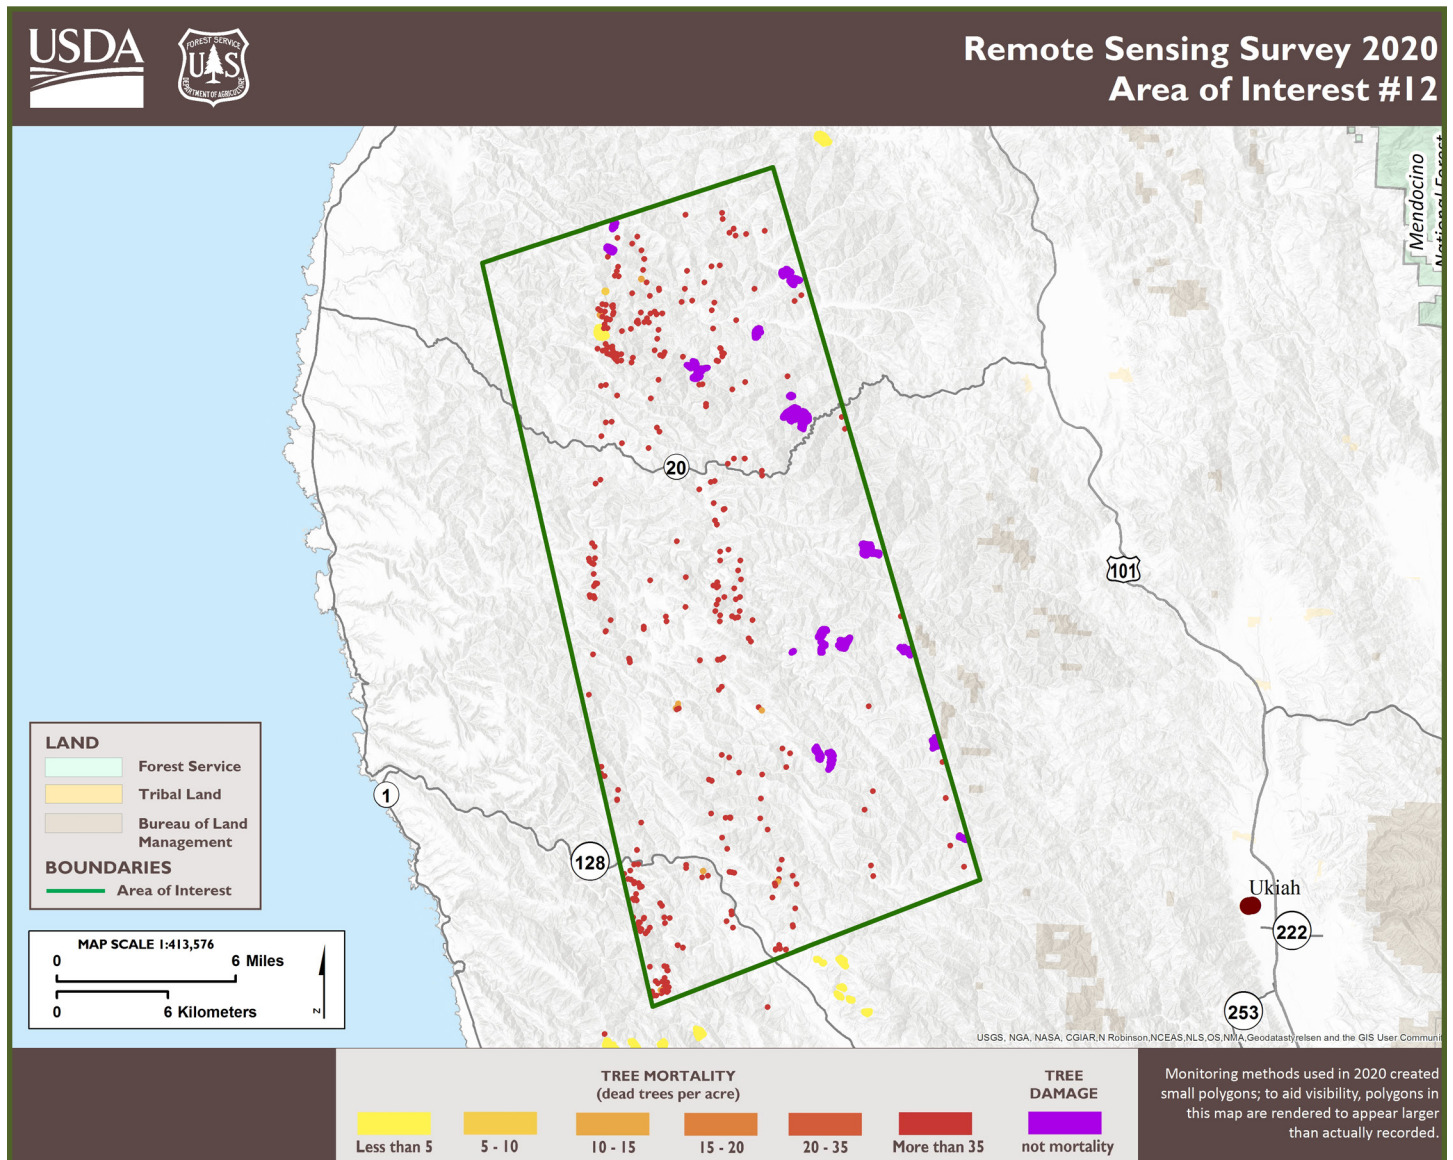 USDA
FOREST SERVICE
U S
DEPARTMENT OF AGRICULTURE
Remote Sensing Survey 2020
Area of Interest #12
Mendocino
National Forest
20
101
1
128
Ukiah
222
253
LAND
Forest Service
Tribal Land
Bureau of Land
Management
BOUNDARIES
Area of Interest
MAP SCALE 1:413,576
0 6 Miles
0 6 Kilometers
N
USGS, NGA, NASA, CGIAR,N Robinson,NCEAS,NLS,OS,NMA,Geodatastyrelsen and the GIS User Communi
TREE MORTALITY
(dead trees per acre)
TREE
DAMAGE
Less than 5 5 - 10 10 - 15 15 - 20 20 - 35 More than 35 not mortality
Monitoring methods used in 2020 created
small polygons; to aid visibility, polygons in
this map are rendered to appear larger
than actually recorded.